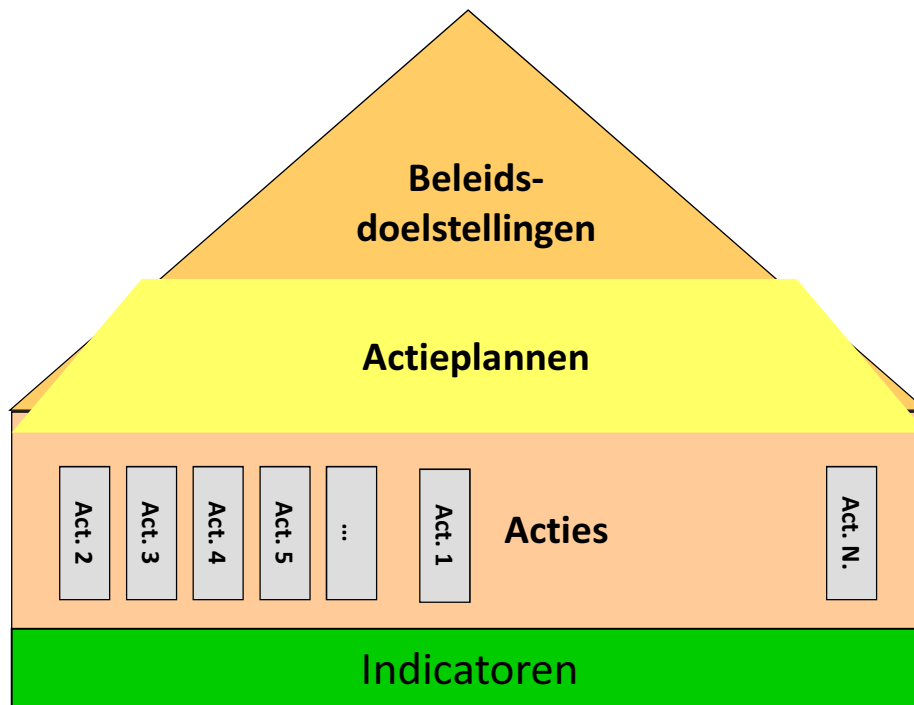 Beleids-
doelstellingen
Actieplannen
Act. 2
Act. 3
Act. 4
Act. 5
...
Act. 1
Acties
Act. N.
Indicatoren